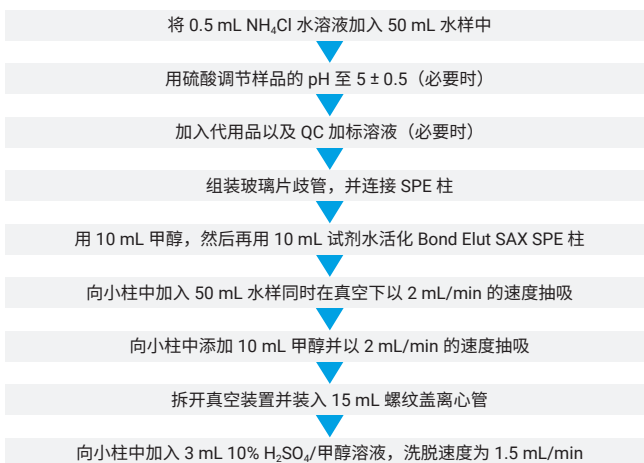 将 0.5 mL NH₄Cl 水溶液加入 50 mL 水样中
用硫酸调节样品的 pH 至 5 ± 0.5（必要时）
加入代用品以及 QC 加标溶液（必要时）
组装玻璃片歧管，并连接 SPE 柱
用 10 mL 甲醇，然后再用 10 mL 试剂水活化 Bond Elut SAX SPE 柱
向小柱中加入 50 mL 水样同时在真空下以 2 mL/min 的速度抽吸
向小柱中添加 10 mL 甲醇并以 2 mL/min 的速度抽吸
拆开真空装置并装入 15 mL 螺纹盖离心管
向小柱中加入 3 mL 10% H₂SO₄/甲醇溶液，洗脱速度为 1.5 mL/min